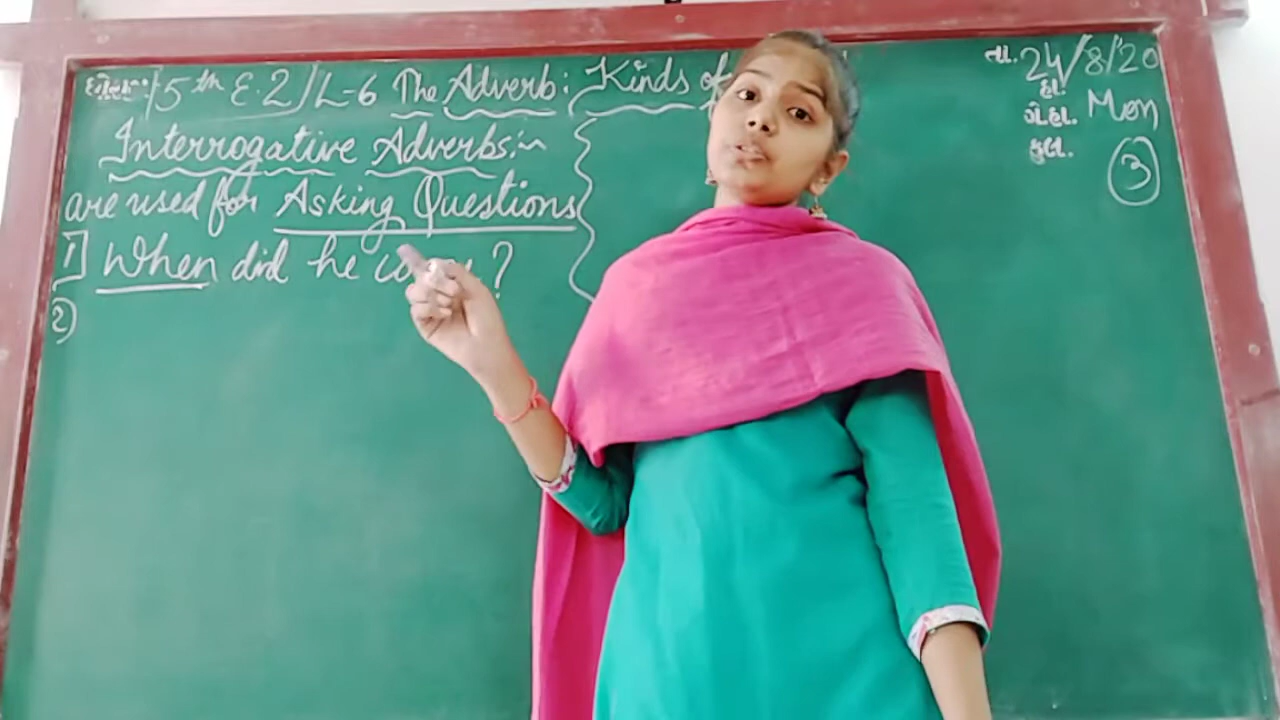 5th E.2 / L-6 The Adverb : Kinds of
Interrogative Adverbs :~
are used for Asking Questions
1] When did he ?
2)
તા. 24/8/20
હા.
ગે.હા. Mon
કુલ. 3